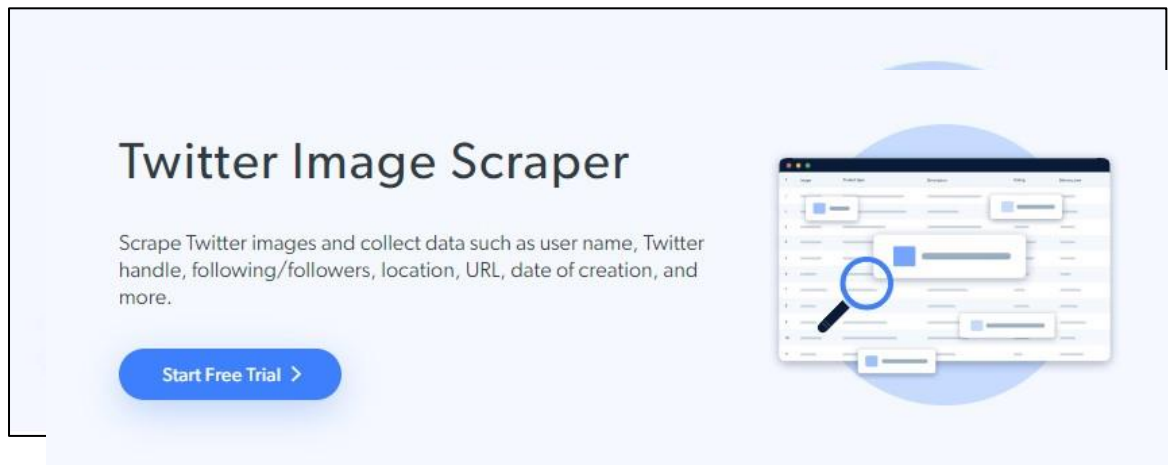 Twitter Image Scraper
Scrape Twitter images and collect data such as user name, Twitter
handle, following/followers, location, URL, date of creation, and
more.
Start Free Trial